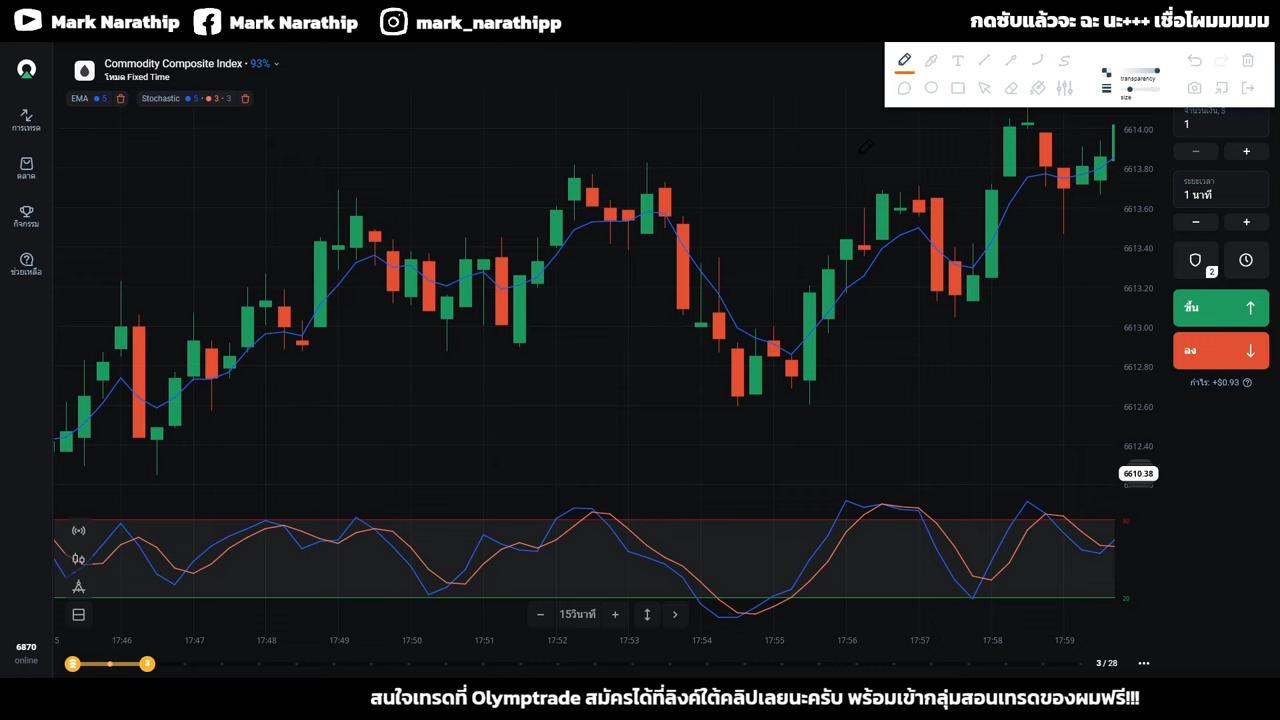 Mark Narathip Mark Narathip mark_narathipp กดซับแล้วจะ ฉะ นะ+++ เชื่อโผมมมมม
Commodity Composite Index · 93%
โหมด Fixed Time
EMA 5 Stochastic 5 · 3 · 3
transparency
size
การเทรด
ตลาด
กิจกรรม
ช่วยเหลือ
6614.00
6613.80
6613.60
6613.40
6613.20
6613.00
6612.80
6612.60
6612.40
6610.38
จำนวนเงิน, $
1
ระยะเวลา
1 นาที
2
ขึ้น
ลง
กำไร: +$0.93
80
20
15วินาที
5 17:46 17:47 17:48 17:49 17:50 17:51 17:52 17:53 17:54 17:55 17:56 17:57 17:58 17:59
6870
online
3
3 / 28
สนใจเทรดที่ Olymptrade สมัครได้ที่ลิงค์ใต้คลิปเลยนะครับ พร้อมเข้ากลุ่มสอนเทรดของผมฟรี!!!